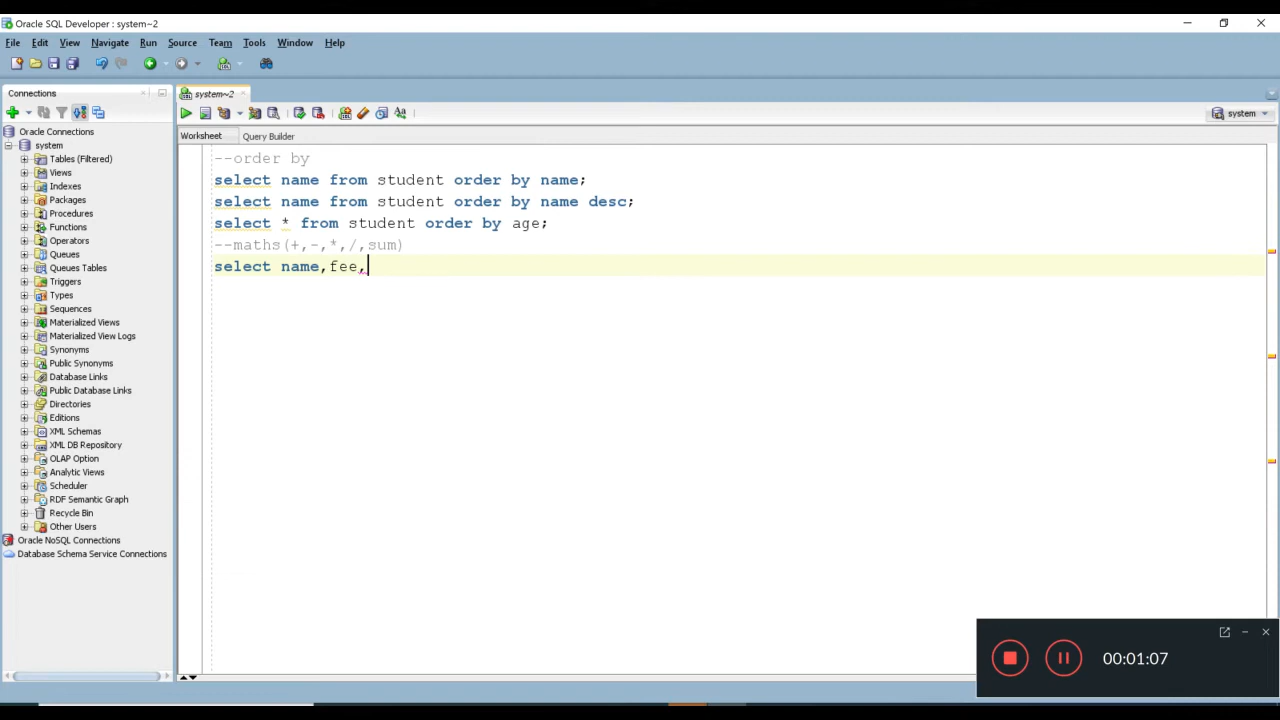 Oracle SQL Developer : system~2
File Edit View Navigate Run Source Team Tools Window Help
Connections
system~2
system
Worksheet Query Builder
Oracle Connections
system
Tables (Filtered)
Views
Indexes
Packages
Procedures
Functions
Operators
Queues
Queues Tables
Triggers
Types
Sequences
Materialized Views
Materialized View Logs
Synonyms
Public Synonyms
Database Links
Public Database Links
Directories
Editions
XML Schemas
XML DB Repository
OLAP Option
Analytic Views
Scheduler
RDF Semantic Graph
Recycle Bin
Other Users
Oracle NoSQL Connections
Database Schema Service Connections
--order by
select name from student order by name;
select name from student order by name desc;
select * from student order by age;
--maths(+,-,*,/,sum)
select name,fee,
00:01:07